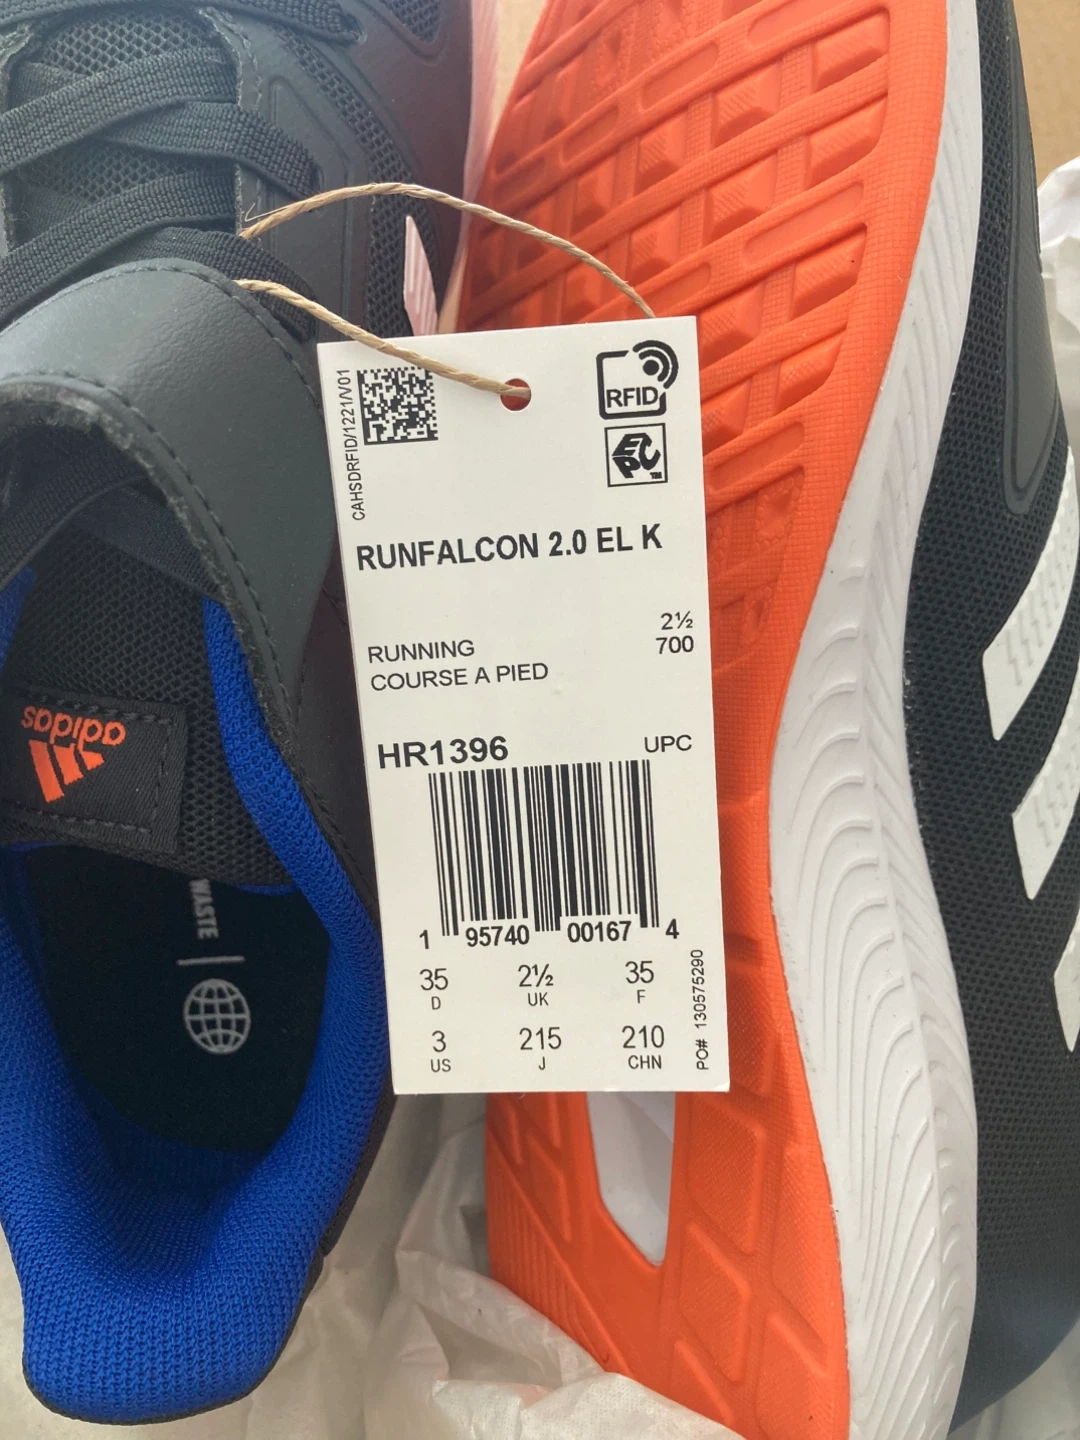 CAHSDRFID/1221/V01
RFID
EPC™
RUNFALCON 2.0 EL K
2½
700
RUNNING
COURSE A PIED
HR1396
UPC
1 95740 00167 4
35 2½ 35
D UK F
3 215 210
US J CHN
PO# 130575290
adidas
WASTE